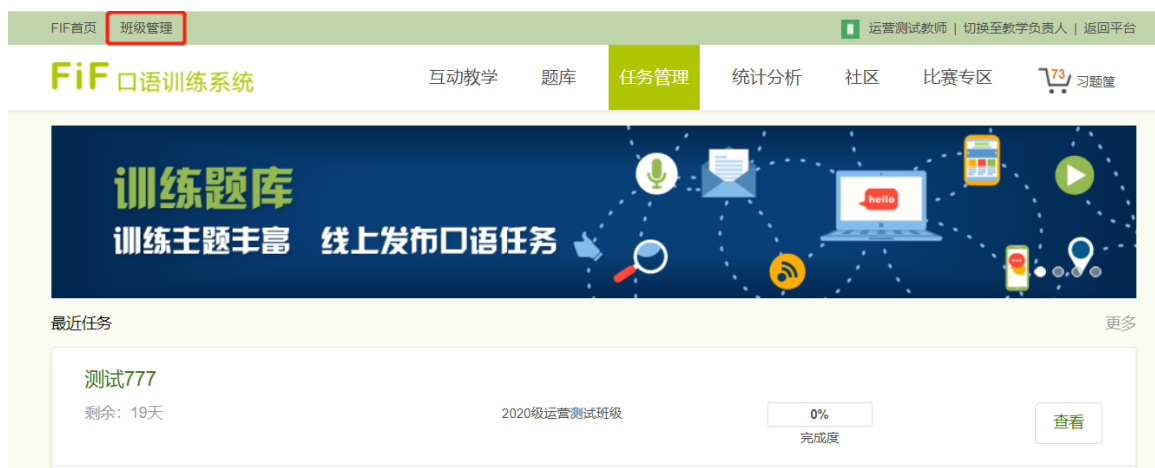 FIF首页 班级管理 运营测试教师 | 切换至教学负责人 | 返回平台
FiF 口语训练系统 互动教学 题库 任务管理 统计分析 社区 比赛专区 73 习题筐
训练题库
训练主题丰富 线上发布口语任务
hello
最近任务 更多
测试777
剩余：19天 2020级运营测试班级 0% 查看
完成度